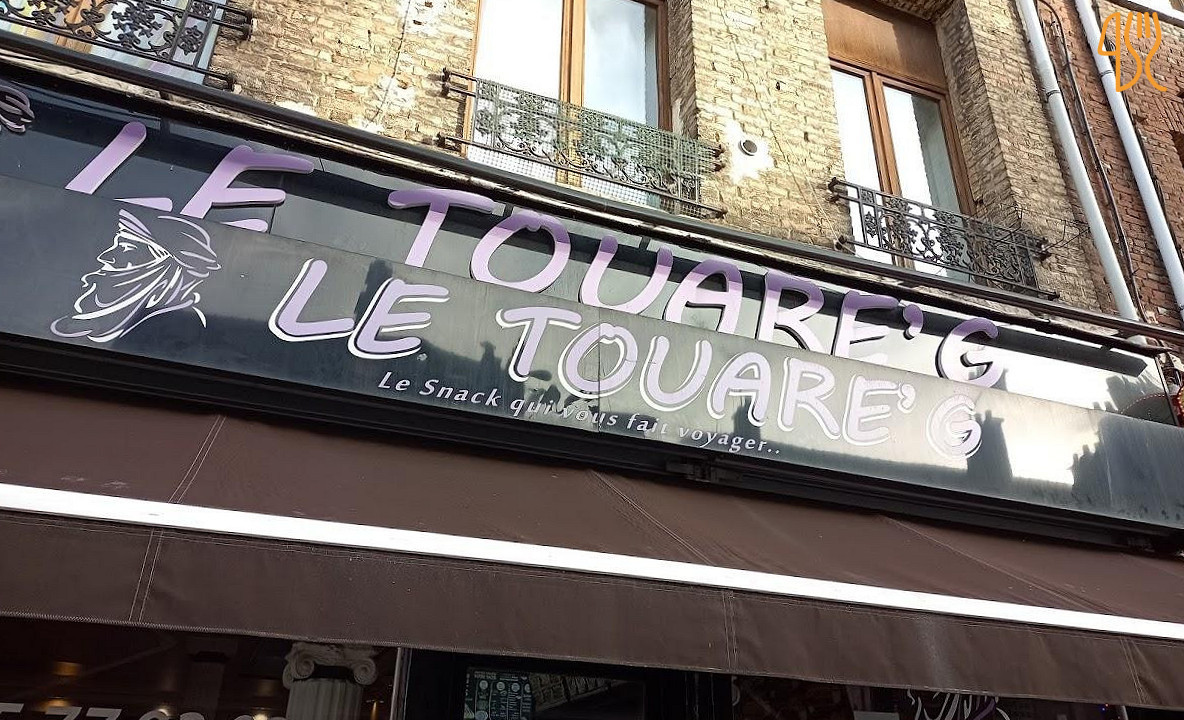 LE TOUARE'G
LE TOUARE'G
Le Snack qui vous fait voyager..